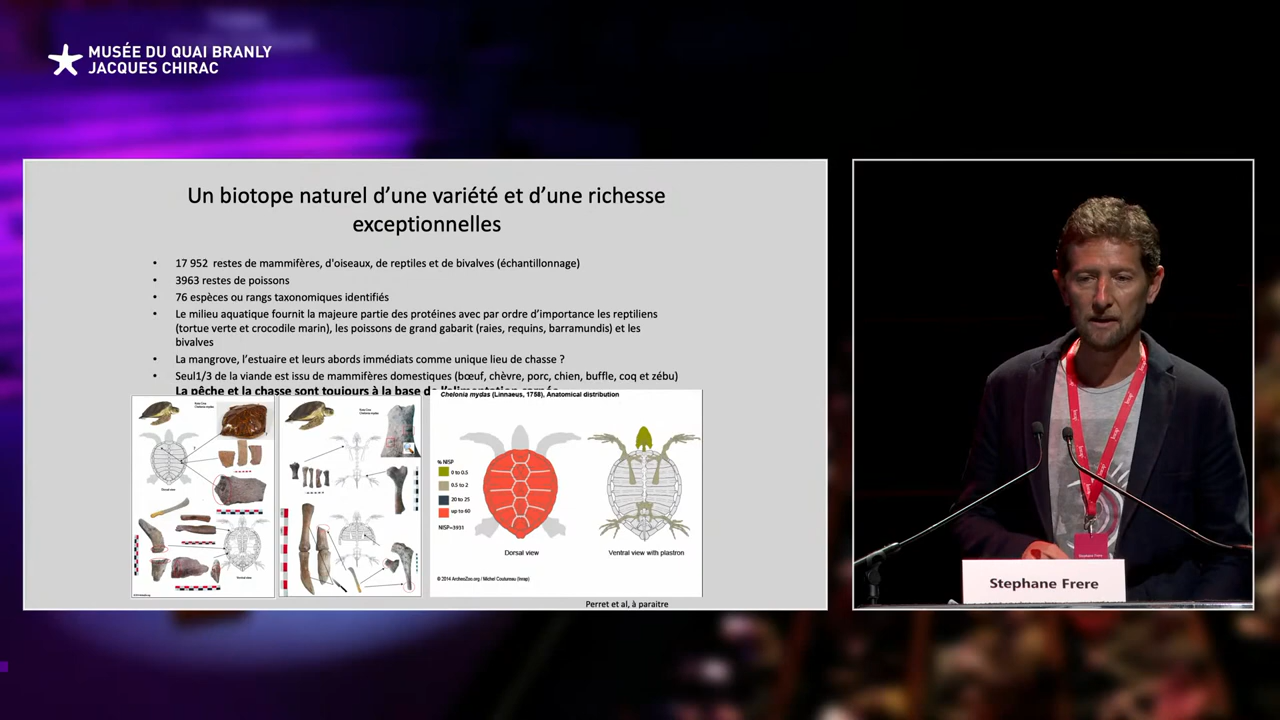 MUSÉE DU QUAI BRANLY
JACQUES CHIRAC
Un biotope naturel d’une variété et d’une richesse
exceptionnelles
• 17 952 restes de mammifères, d'oiseaux, de reptiles et de bivalves (échantillonnage)
• 3963 restes de poissons
• 76 espèces ou rangs taxonomiques identifiés
• Le milieu aquatique fournit la majeure partie des protéines avec par ordre d’importance les reptiliens
(tortue verte et crocodile marin), les poissons de grand gabarit (raies, requins, barramundis) et les
bivalves
• La mangrove, l’estuaire et leurs abords immédiats comme unique lieu de chasse ?
• Seul1/3 de la viande est issu de mammifères domestiques (bœuf, chèvre, porc, chien, buffle, coq et zébu)
La pêche et la chasse sont toujours à la base de l’alimentation carnée
Chelonia mydas (Linnaeus, 1758), Anatomical distribution
% NISP
0 to 0.5
0.5 to 2
20 to 25
up to 60
NISP=3931
Dorsal view
Ventral view with plastron
© 2014 ArcheoZoo.org / Michel Coutureau (Inrap)
Perret et al, à paraitre
Stephane Frere